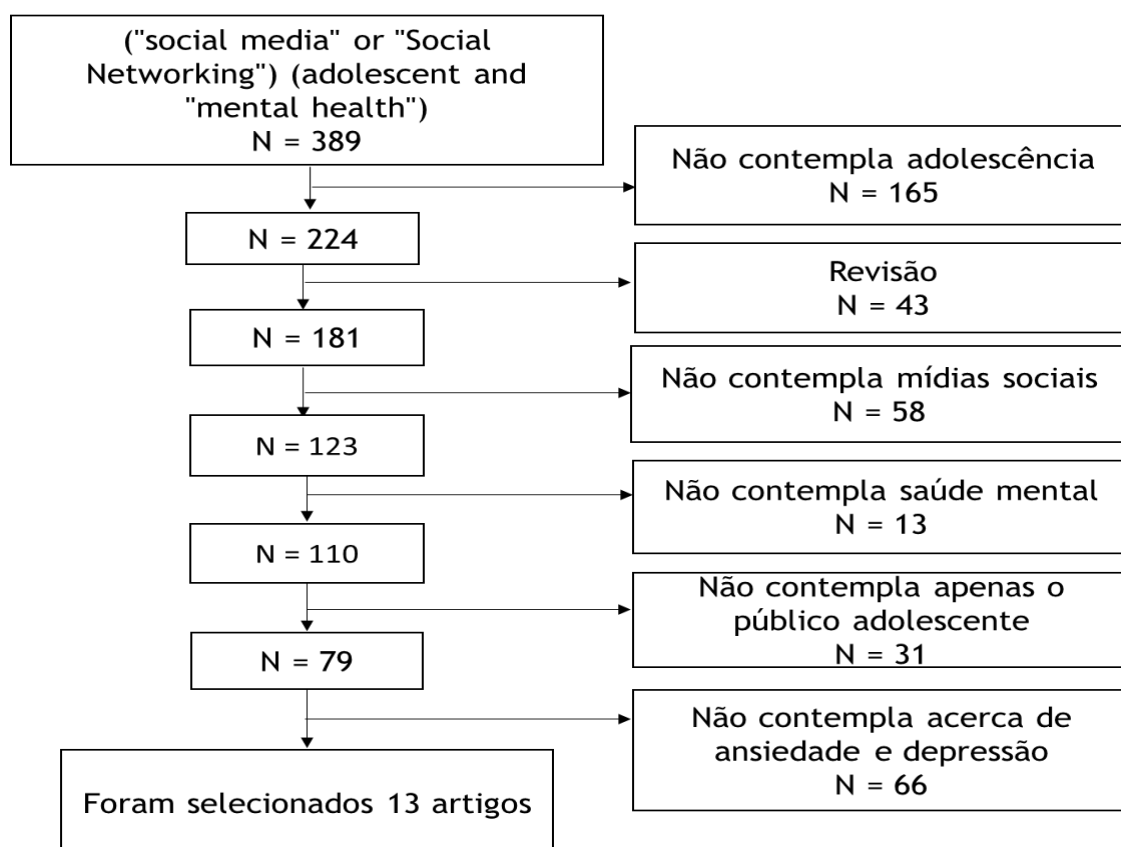 ("social media" or "Social
Networking") (adolescent and
"mental health")
N = 389
Não contempla adolescência
N = 165
N = 224
Revisão
N = 43
N = 181
Não contempla mídias sociais
N = 58
N = 123
Não contempla saúde mental
N = 13
N = 110
Não contempla apenas o
público adolescente
N = 31
N = 79
Não contempla acerca de
ansiedade e depressão
N = 66
Foram selecionados 13 artigos